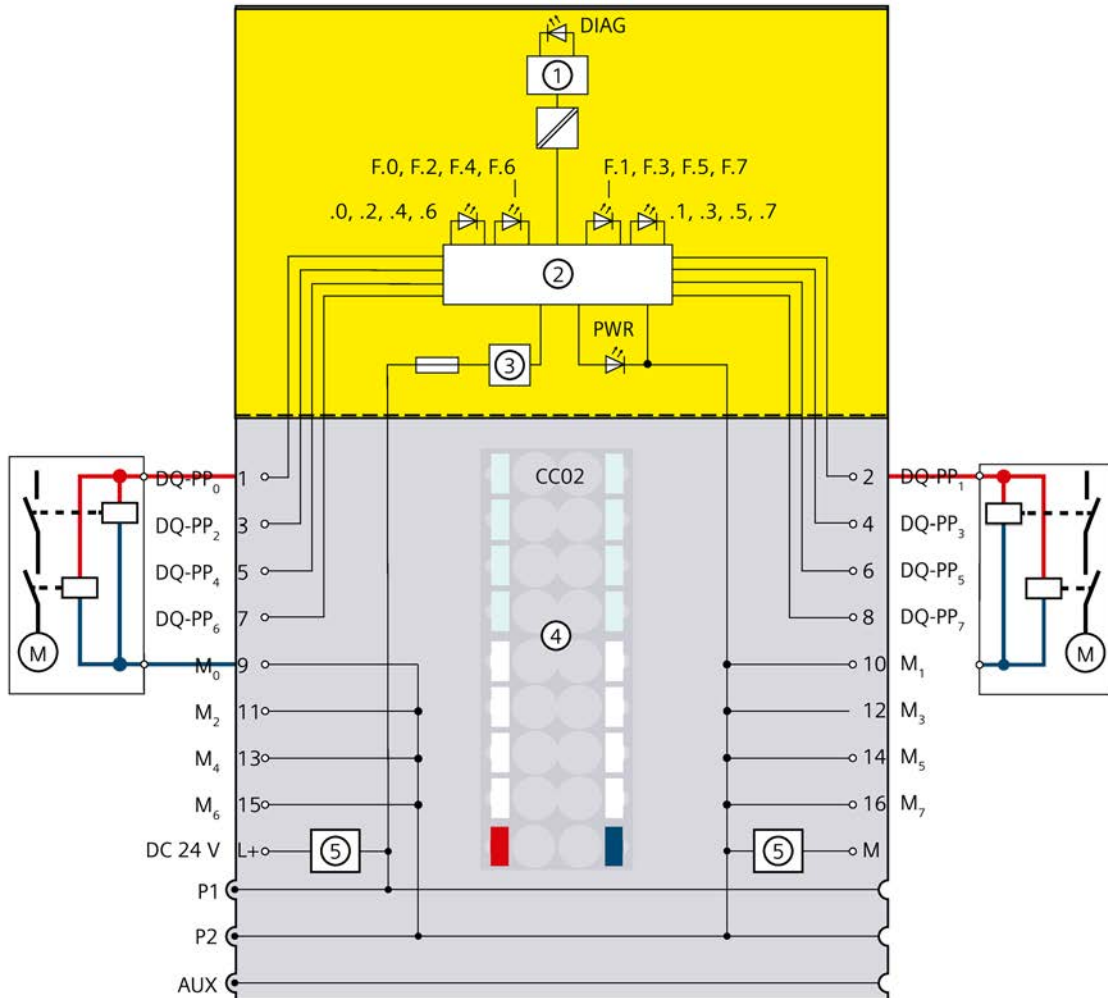 DIAG
1
F.0, F.2, F.4, F.6 F.1, F.3, F.5, F.7
.0, .2, .4, .6 .1, .3, .5, .7
2
PWR
3
DQ-PP₀ 1 CC02 2 DQ-PP₁
DQ-PP₂ 3 4 DQ-PP₃
DQ-PP₄ 5 6 DQ-PP₅
DQ-PP₆ 7 8 DQ-PP₇
4
M M₀ 9 10 M₁ M
M₂ 11 12 M₃
M₄ 13 14 M₅
M₆ 15 16 M₇
DC 24 V L+ 5 5 M
P1
P2
AUX